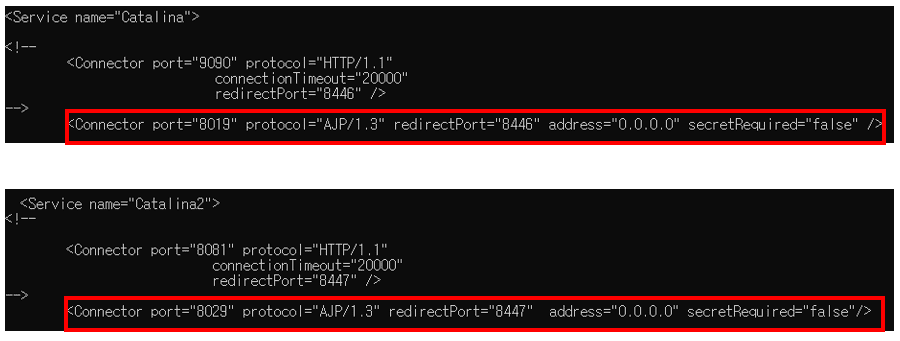 <Service name="Catalina">
<!--
<Connector port="9090" protocol="HTTP/1.1"
connectionTimeout="20000"
redirectPort="8446" />
-->
<Connector port="8019" protocol="AJP/1.3" redirectPort="8446" address="0.0.0.0" secretRequired="false" />
<Service name="Catalina2">
<!--
<Connector port="8081" protocol="HTTP/1.1"
connectionTimeout="20000"
redirectPort="8447" />
-->
<Connector port="8029" protocol="AJP/1.3" redirectPort="8447"  address="0.0.0.0" secretRequired="false"/>